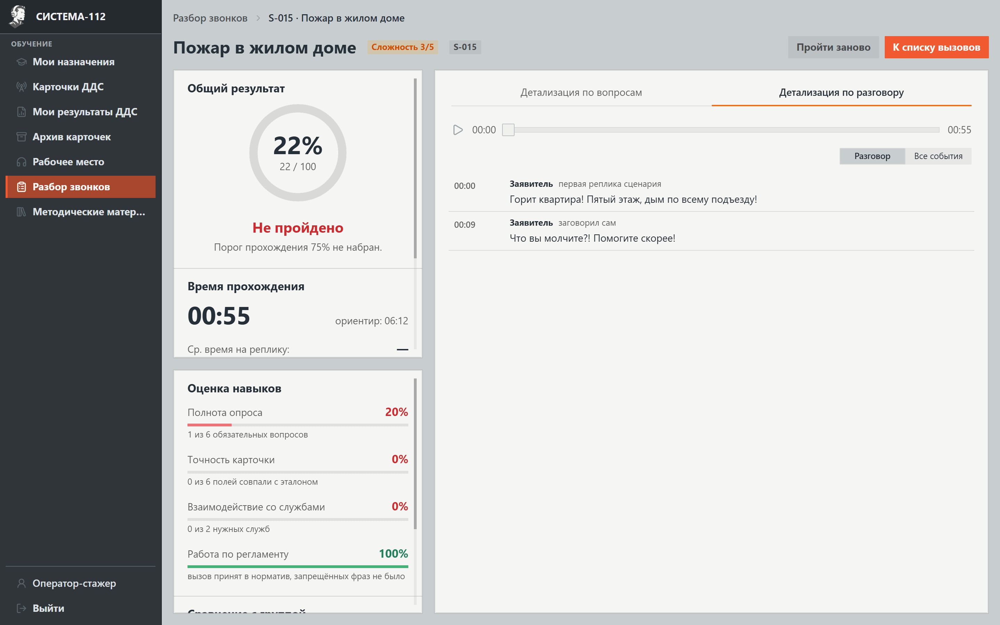 СИСТЕМА-112
ОБУЧЕНИЕ
Мои назначения
Карточки ДДС
Мои результаты ДДС
Архив карточек
Рабочее место
Разбор звонков
Методические матер...
Оператор-стажер
Выйти
Разбор звонков > S-015 · Пожар в жилом доме
Пожар в жилом доме
Сложность 3/5
S-015
Пройти заново
К списку вызовов
Общий результат
22%
22 / 100
Не пройдено
Порог прохождения 75% не набран.
Время прохождения
00:55
ориентир: 06:12
Ср. время на реплику: —
Оценка навыков
Полнота опроса 20%
1 из 6 обязательных вопросов
Точность карточки 0%
0 из 6 полей совпали с эталоном
Взаимодействие со службами 0%
0 из 2 нужных служб
Работа по регламенту 100%
вызов принят в норматив, запрещённых фраз не было
Сравнение с группой
Детализация по вопросам
Детализация по разговору
00:00
00:55
Разговор
Все события
00:00 Заявитель первая реплика сценария
Горит квартира! Пятый этаж, дым по всему подъезду!
00:09 Заявитель заговорил сам
Что вы молчите?! Помогите скорее!